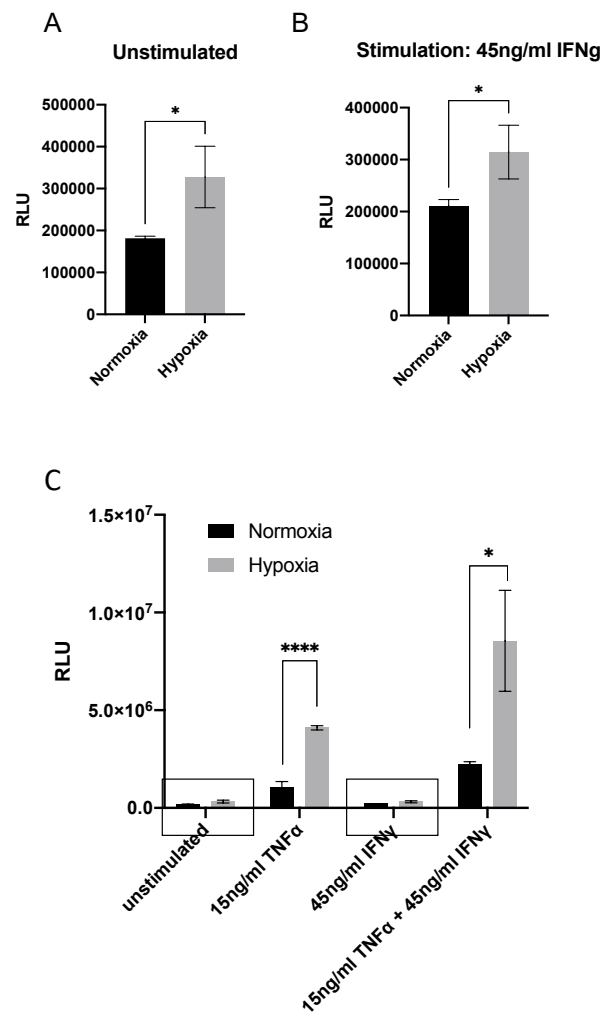 A
Unstimulated
500000
400000
300000
200000
100000
0
RLU
*
Normoxia
Hypoxia
B
Stimulation: 45ng/ml IFNg
400000
300000
200000
100000
0
RLU
*
Normoxia
Hypoxia
C
1.5×10⁷
1.0×10⁷
5.0×10⁶
0.0
RLU
Normoxia
Hypoxia
****
*
unstimulated
15ng/ml TNFα
45ng/ml IFNγ
15ng/ml TNFα + 45ng/ml IFNγ